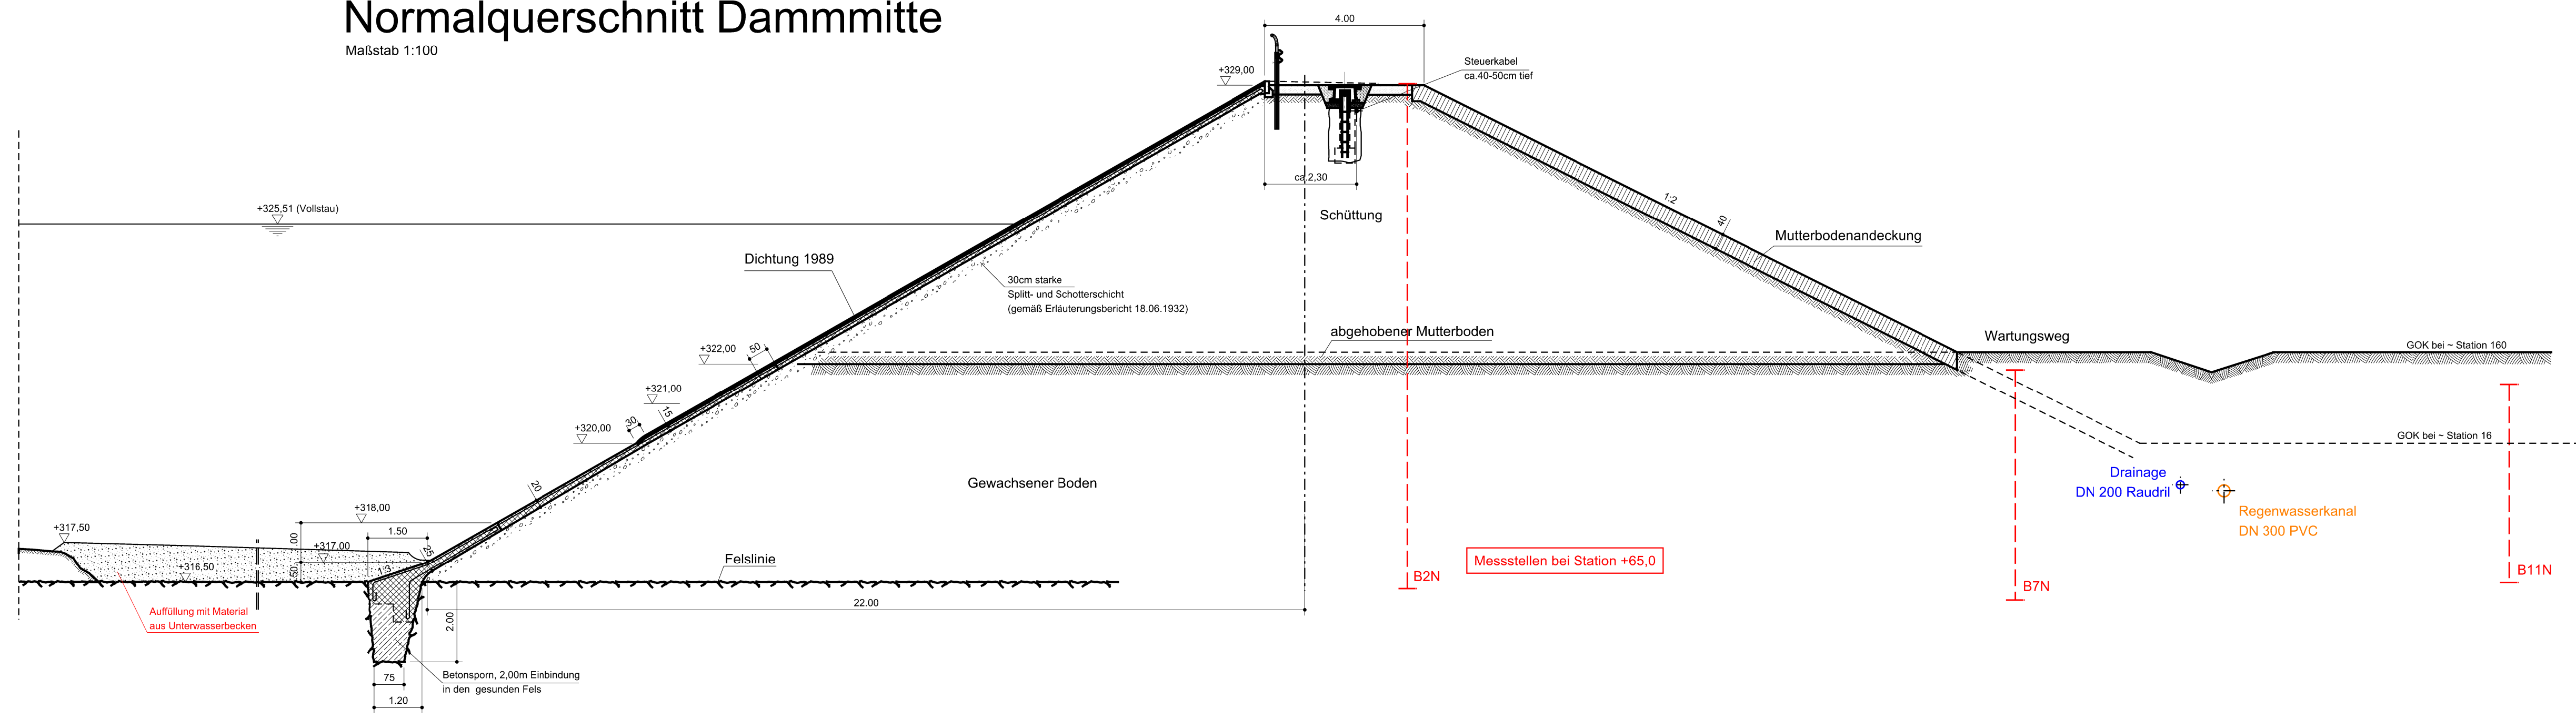 Normalquerschnitt Dammmitte
Maßstab 1:100
4.00
Steuerkabel
ca.40-50cm tief
+329,00
ca.2,30
+325,51 (Vollstau)
Schüttung
1:2
40
Mutterbodenandeckung
Dichtung 1989
30cm starke
Splitt- und Schotterschicht
(gemäß Erläuterungsbericht 18.06.1932)
abgehobener Mutterboden
Wartungsweg
GOK bei ~ Station 160
+322,00
50
+321,00
15
30
+320,00
GOK bei ~ Station 16
Drainage
DN 200 Raudril
Regenwasserkanal
DN 300 PVC
Gewachsener Boden
20
+318,00
+317,50
1.50
.00
+317,00
25
1:3
50
+316,50
Felslinie
Messstellen bei Station +65,0
B2N
B7N
B11N
Auffüllung mit Material
aus Unterwasserbecken
22.00
2.00
Betonsporn, 2,00m Einbindung
in den gesunden Fels
75
1.20